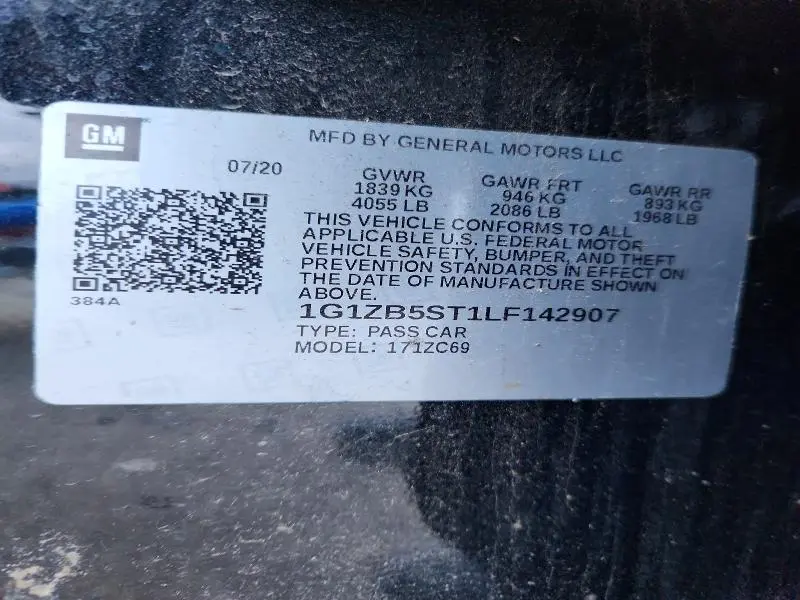 GM
MFD BY GENERAL MOTORS LLC
07/20
GVWR
1839 KG
4055 LB
GAWR FRT
946 KG
2086 LB
GAWR RR
893 KG
1968 LB
THIS VEHICLE CONFORMS TO ALL
APPLICABLE U.S. FEDERAL MOTOR
VEHICLE SAFETY, BUMPER, AND THEFT
PREVENTION STANDARDS IN EFFECT ON
THE DATE OF MANUFACTURE SHOWN
ABOVE.
384A
1G1ZB5ST1LF142907
TYPE: PASS CAR
MODEL: 171ZC69